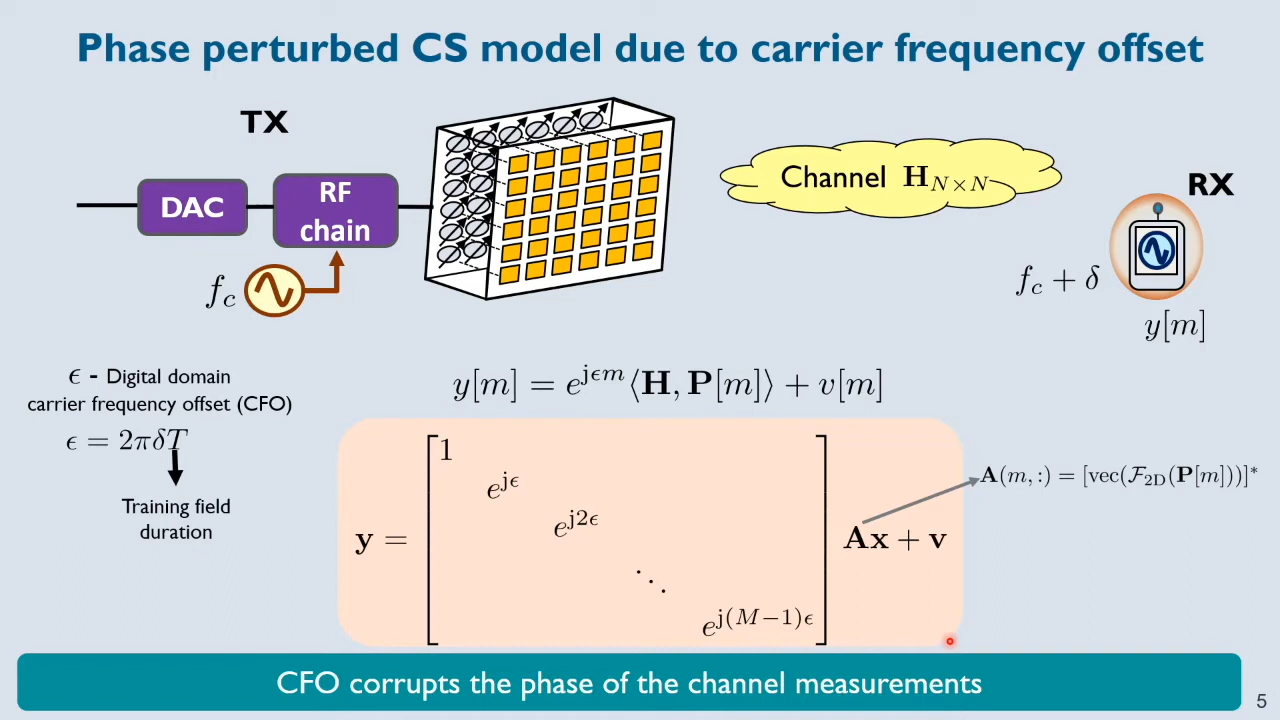 Phase perturbed CS model due to carrier frequency offset
TX
DAC
RF
chain
f_c
Channel H_{N×N}
RX
f_c + δ
y[m]
ϵ - Digital domain
carrier frequency offset (CFO)
ϵ = 2πδT
Training field
duration
y[m] = e^{jϵm}⟨H, P[m]⟩ + v[m]
1
e^{jϵ}
e^{j2ϵ}
⋱
e^{j(M−1)ϵ}
y =
Ax + v
A(m,:) = [vec(ℱ_{2D}(P[m]))]^*
CFO corrupts the phase of the channel measurements
5